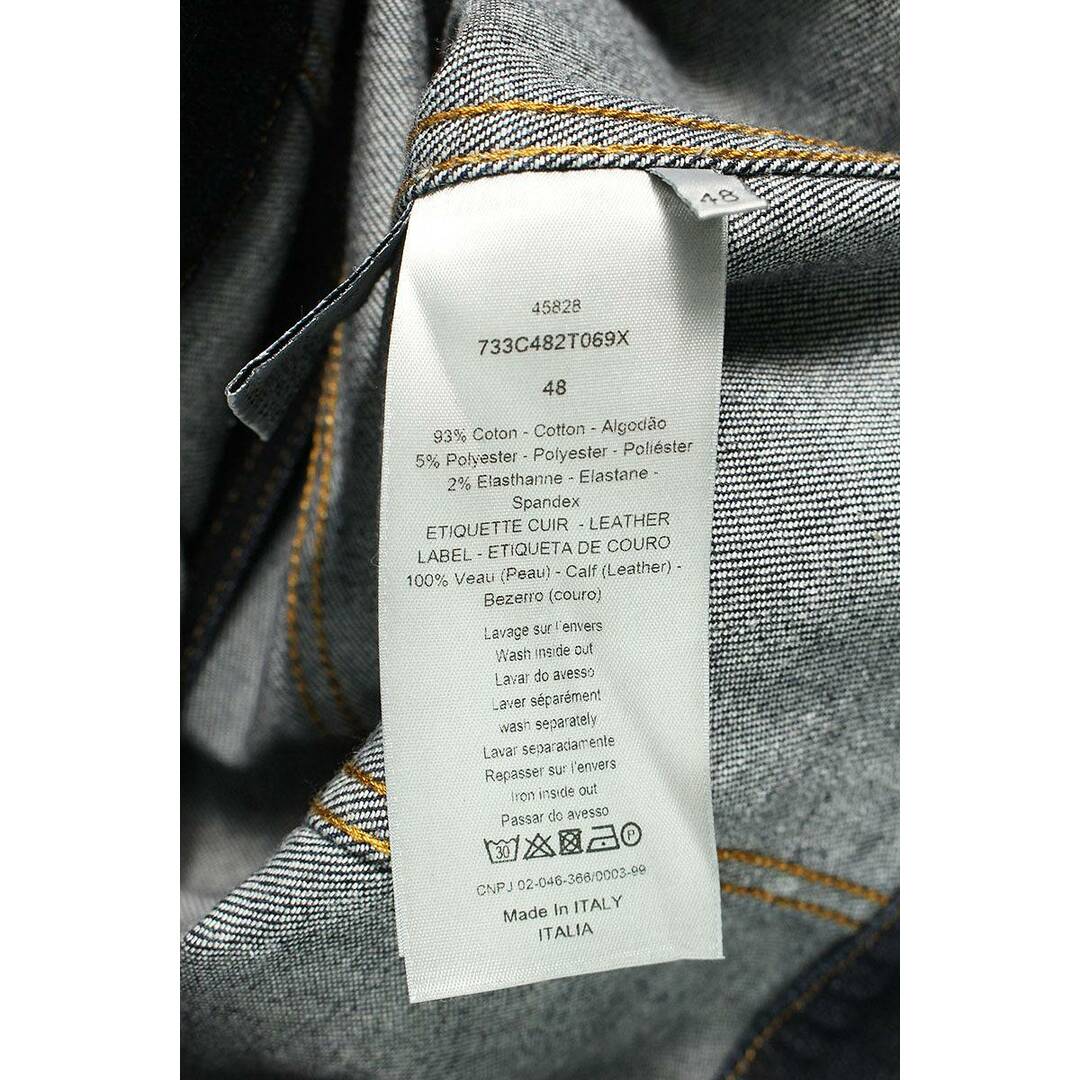 48
45828
733C482T069X
48
93% Coton - Cotton - Algodão
5% Polyester - Polyester - Poliéster
2% Elasthanne - Elastane -
Spandex
ETIQUETTE CUIR - LEATHER
LABEL - ETIQUETA DE COURO
100% Veau (Peau) - Calf (Leather) -
Bezerro (couro)
Lavage sur l'envers
Wash inside out
Lavar do avesso
Laver séparément
wash separately
Lavar separadamente
Repasser sur l'envers
Iron inside out
Passar do avesso
30 P
CNPJ 02-046-366/0003-99
Made In ITALY
ITALIA